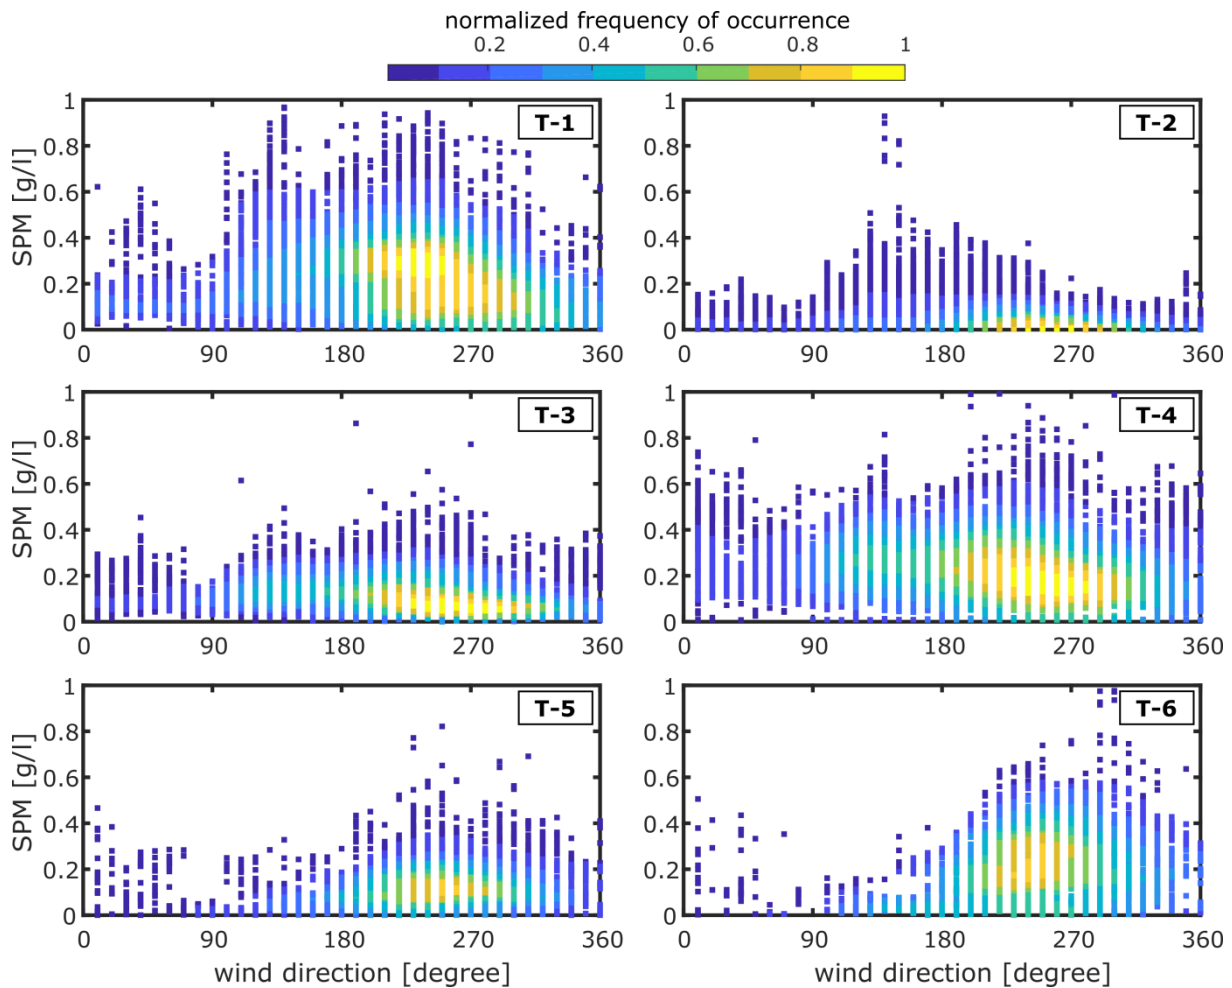 normalized frequency of occurrence
0.2 0.4 0.6 0.8 1
1 0.8 0.6 0.4 0.2 0
SPM [g/l]
T-1
0 90 180 270 360
1 0.8 0.6 0.4 0.2 0
T-2
0 90 180 270 360
1 0.8 0.6 0.4 0.2 0
SPM [g/l]
T-3
0 90 180 270 360
1 0.8 0.6 0.4 0.2 0
T-4
0 90 180 270 360
1 0.8 0.6 0.4 0.2 0
SPM [g/l]
T-5
0 90 180 270 360
wind direction [degree]
1 0.8 0.6 0.4 0.2 0
T-6
0 90 180 270 360
wind direction [degree]